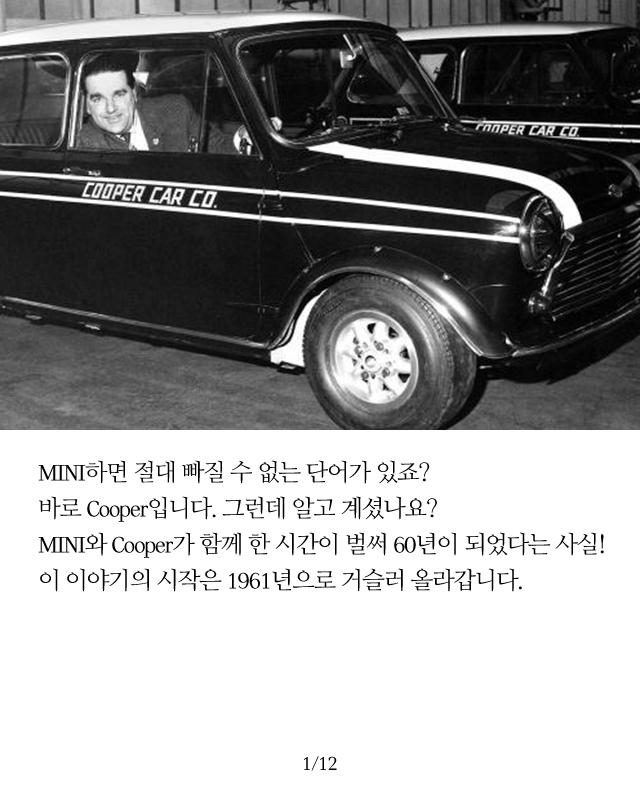 COOPER CAR CO.
COOPER CAR CO.
MINI하면 절대 빠질 수 없는 단어가 있죠?
바로 Cooper입니다. 그런데 알고 계셨나요?
MINI와 Cooper가 함께 한 시간이 벌써 60년이 되었다는 사실!
이 이야기의 시작은 1961년으로 거슬러 올라갑니다.
1/12